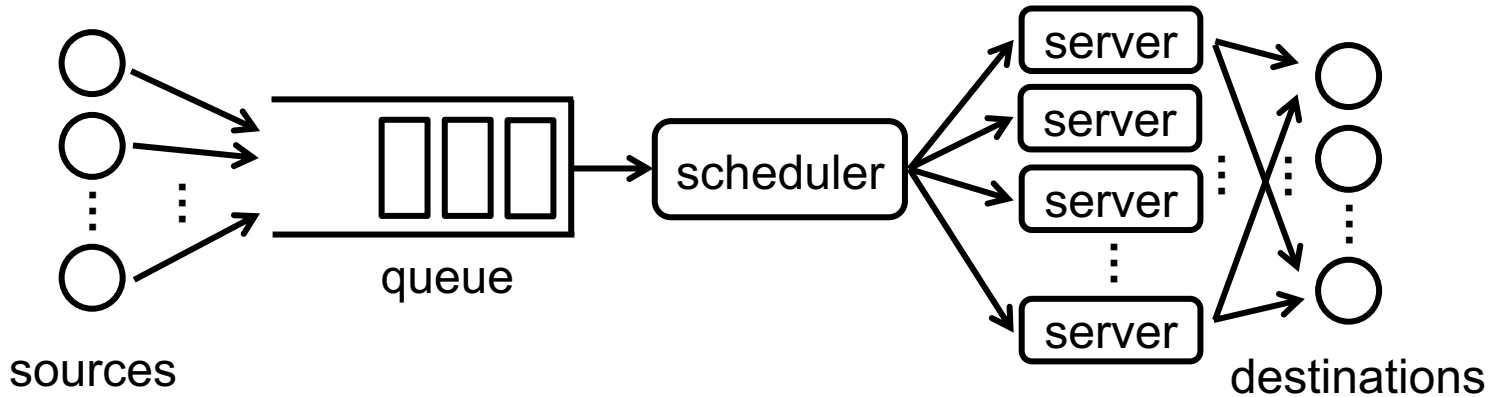 server
server
scheduler
server
queue
server
sources
destinations